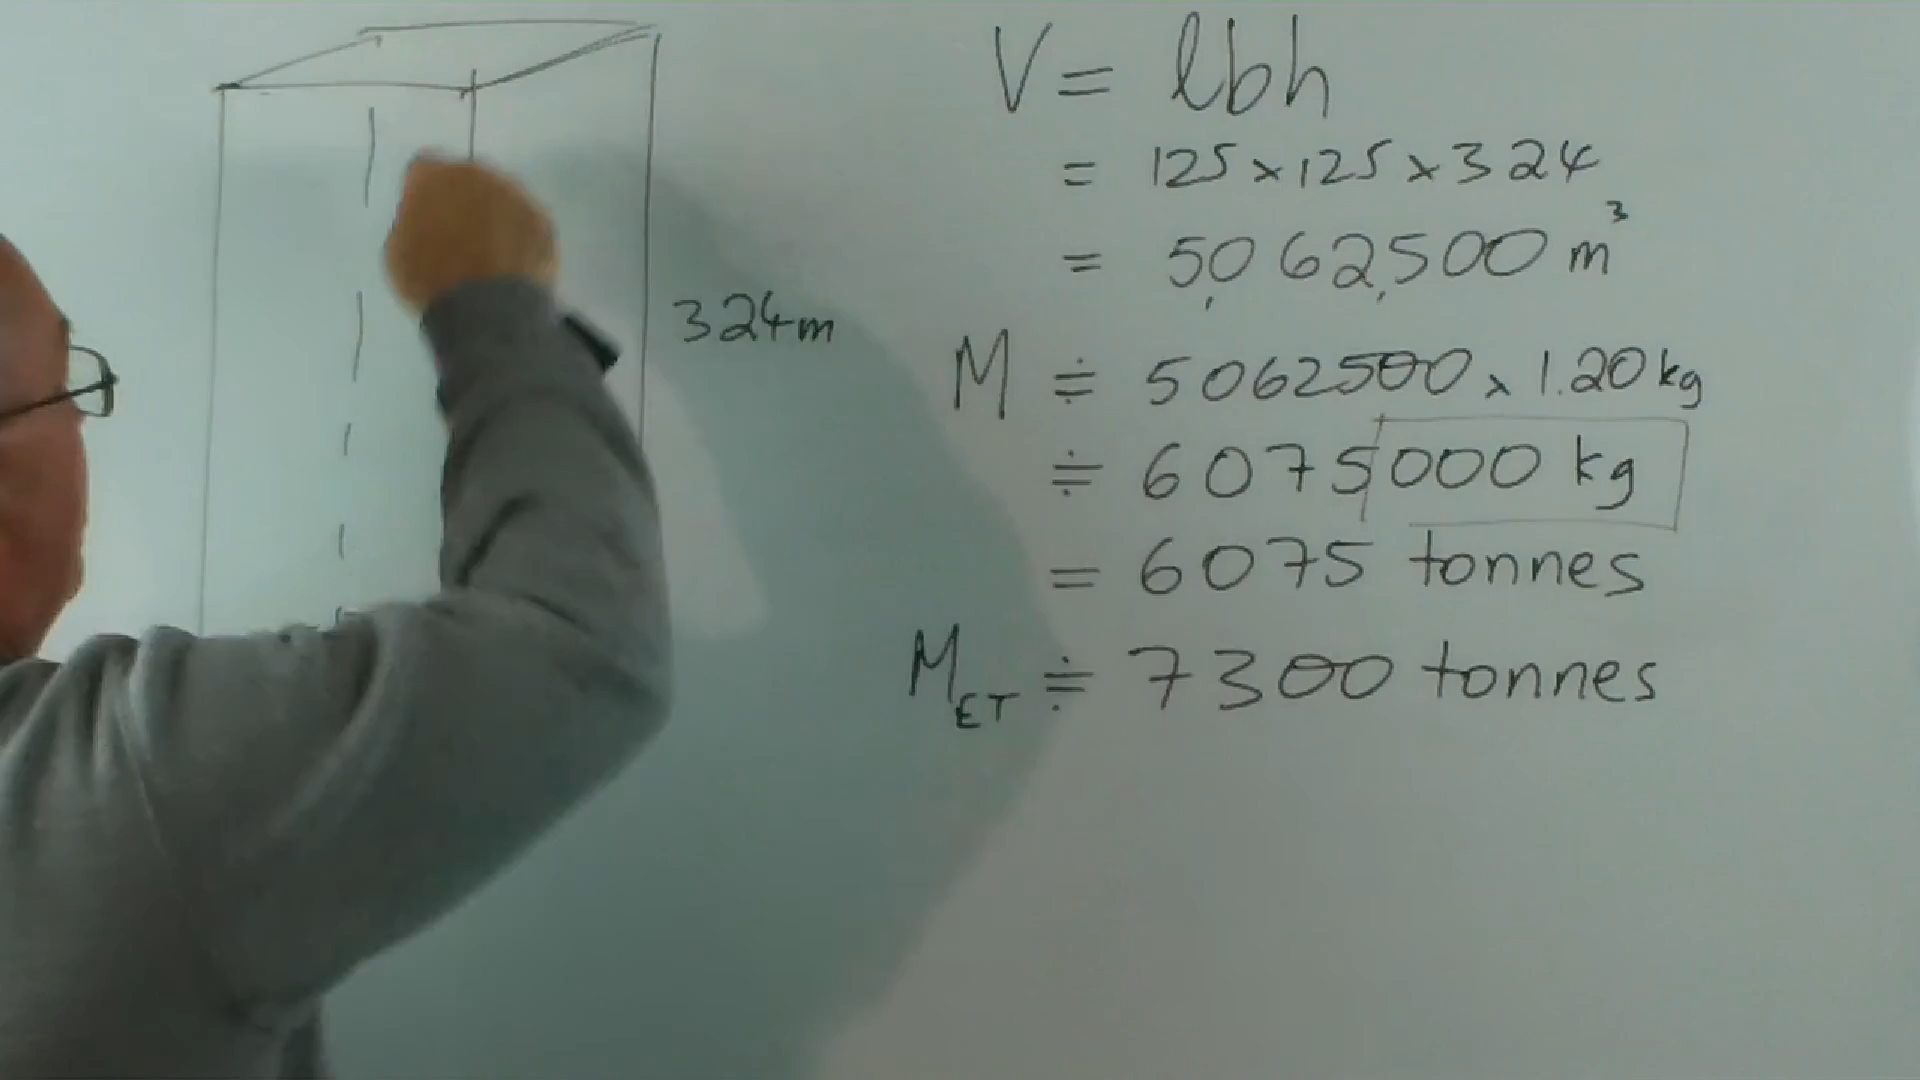 324m
V = lbh
= 125 x 125 x 324
= 5,062,500 m³
M ≑ 5062500 x 1.20 kg
≑ 6075000 kg
= 6075 tonnes
M_ET ≑ 7300 tonnes